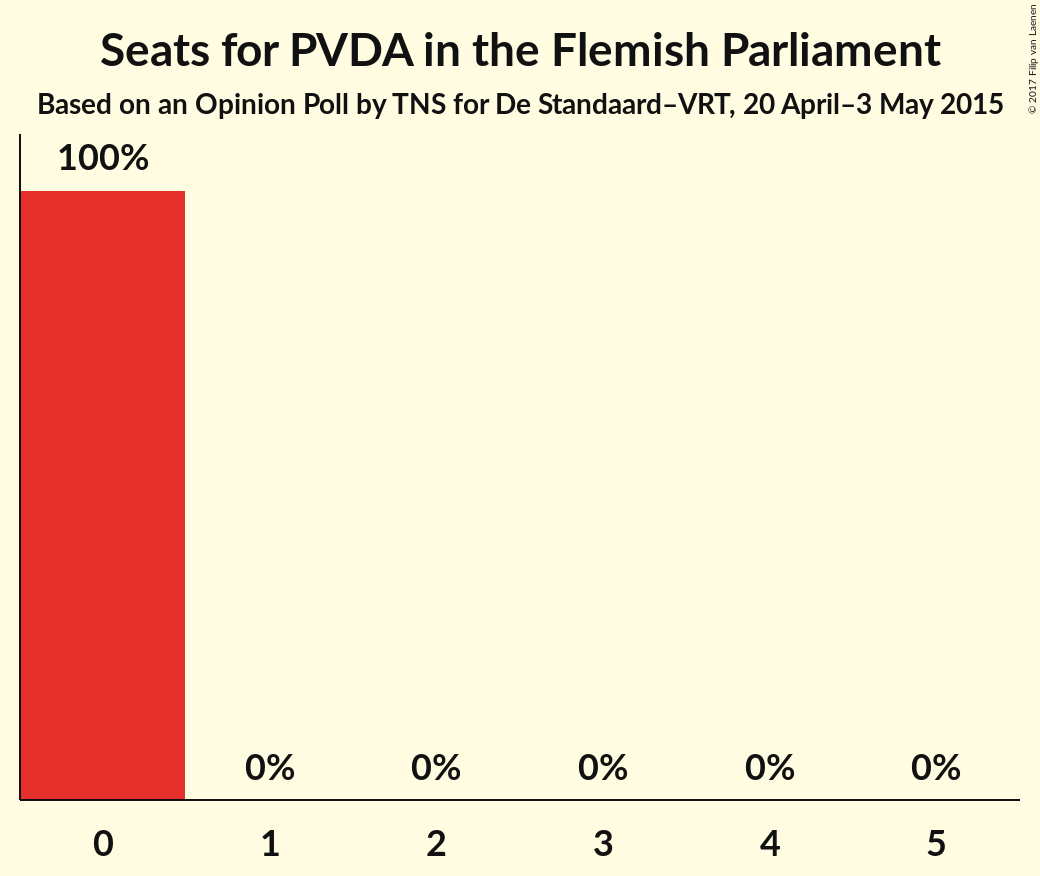 Seats for PVDA in the Flemish Parliament
Based on an Opinion Poll by TNS for De Standaard–VRT, 20 April–3 May 2015
© 2017 Filip van Laenen
100%
0% 0% 0% 0% 0%
0 1 2 3 4 5